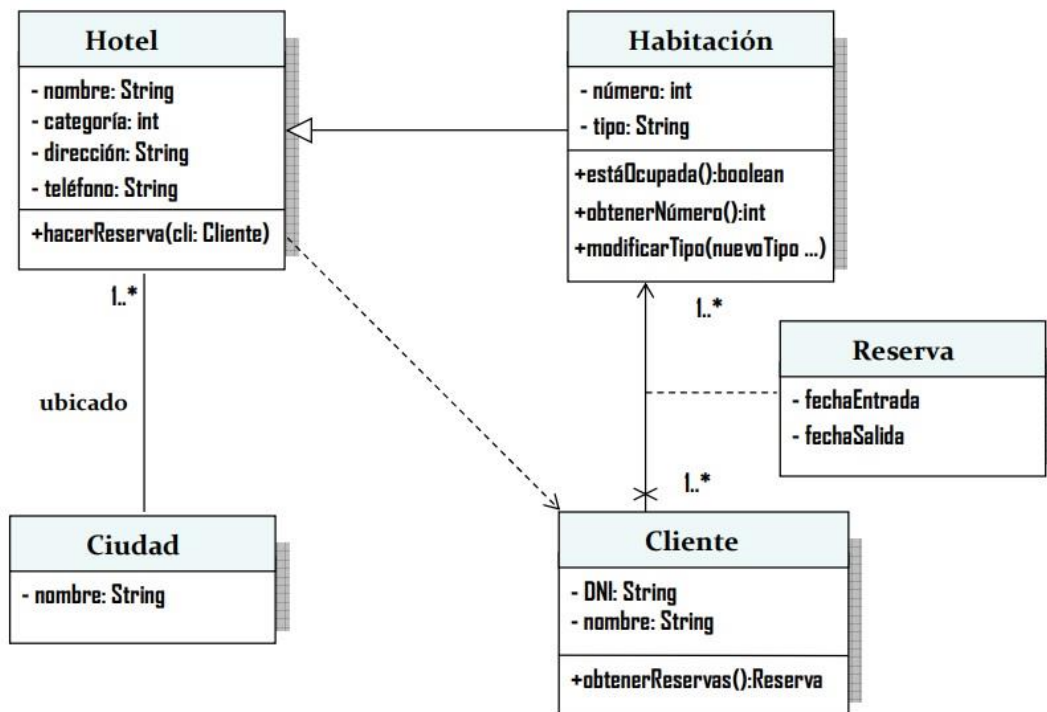 Hotel
- nombre: String
- categoría: int
- dirección: String
- teléfono: String
+hacerReserva(cli: Cliente)
Habitación
- número: int
- tipo: String
+estáOcupada():boolean
+obtenerNúmero():int
+modificarTipo(nuevoTipo ...)
1..*
1..*
Reserva
- fechaEntrada
- fechaSalida
ubicado
1..*
Ciudad
- nombre: String
Cliente
- DNI: String
- nombre: String
+obtenerReservas():Reserva